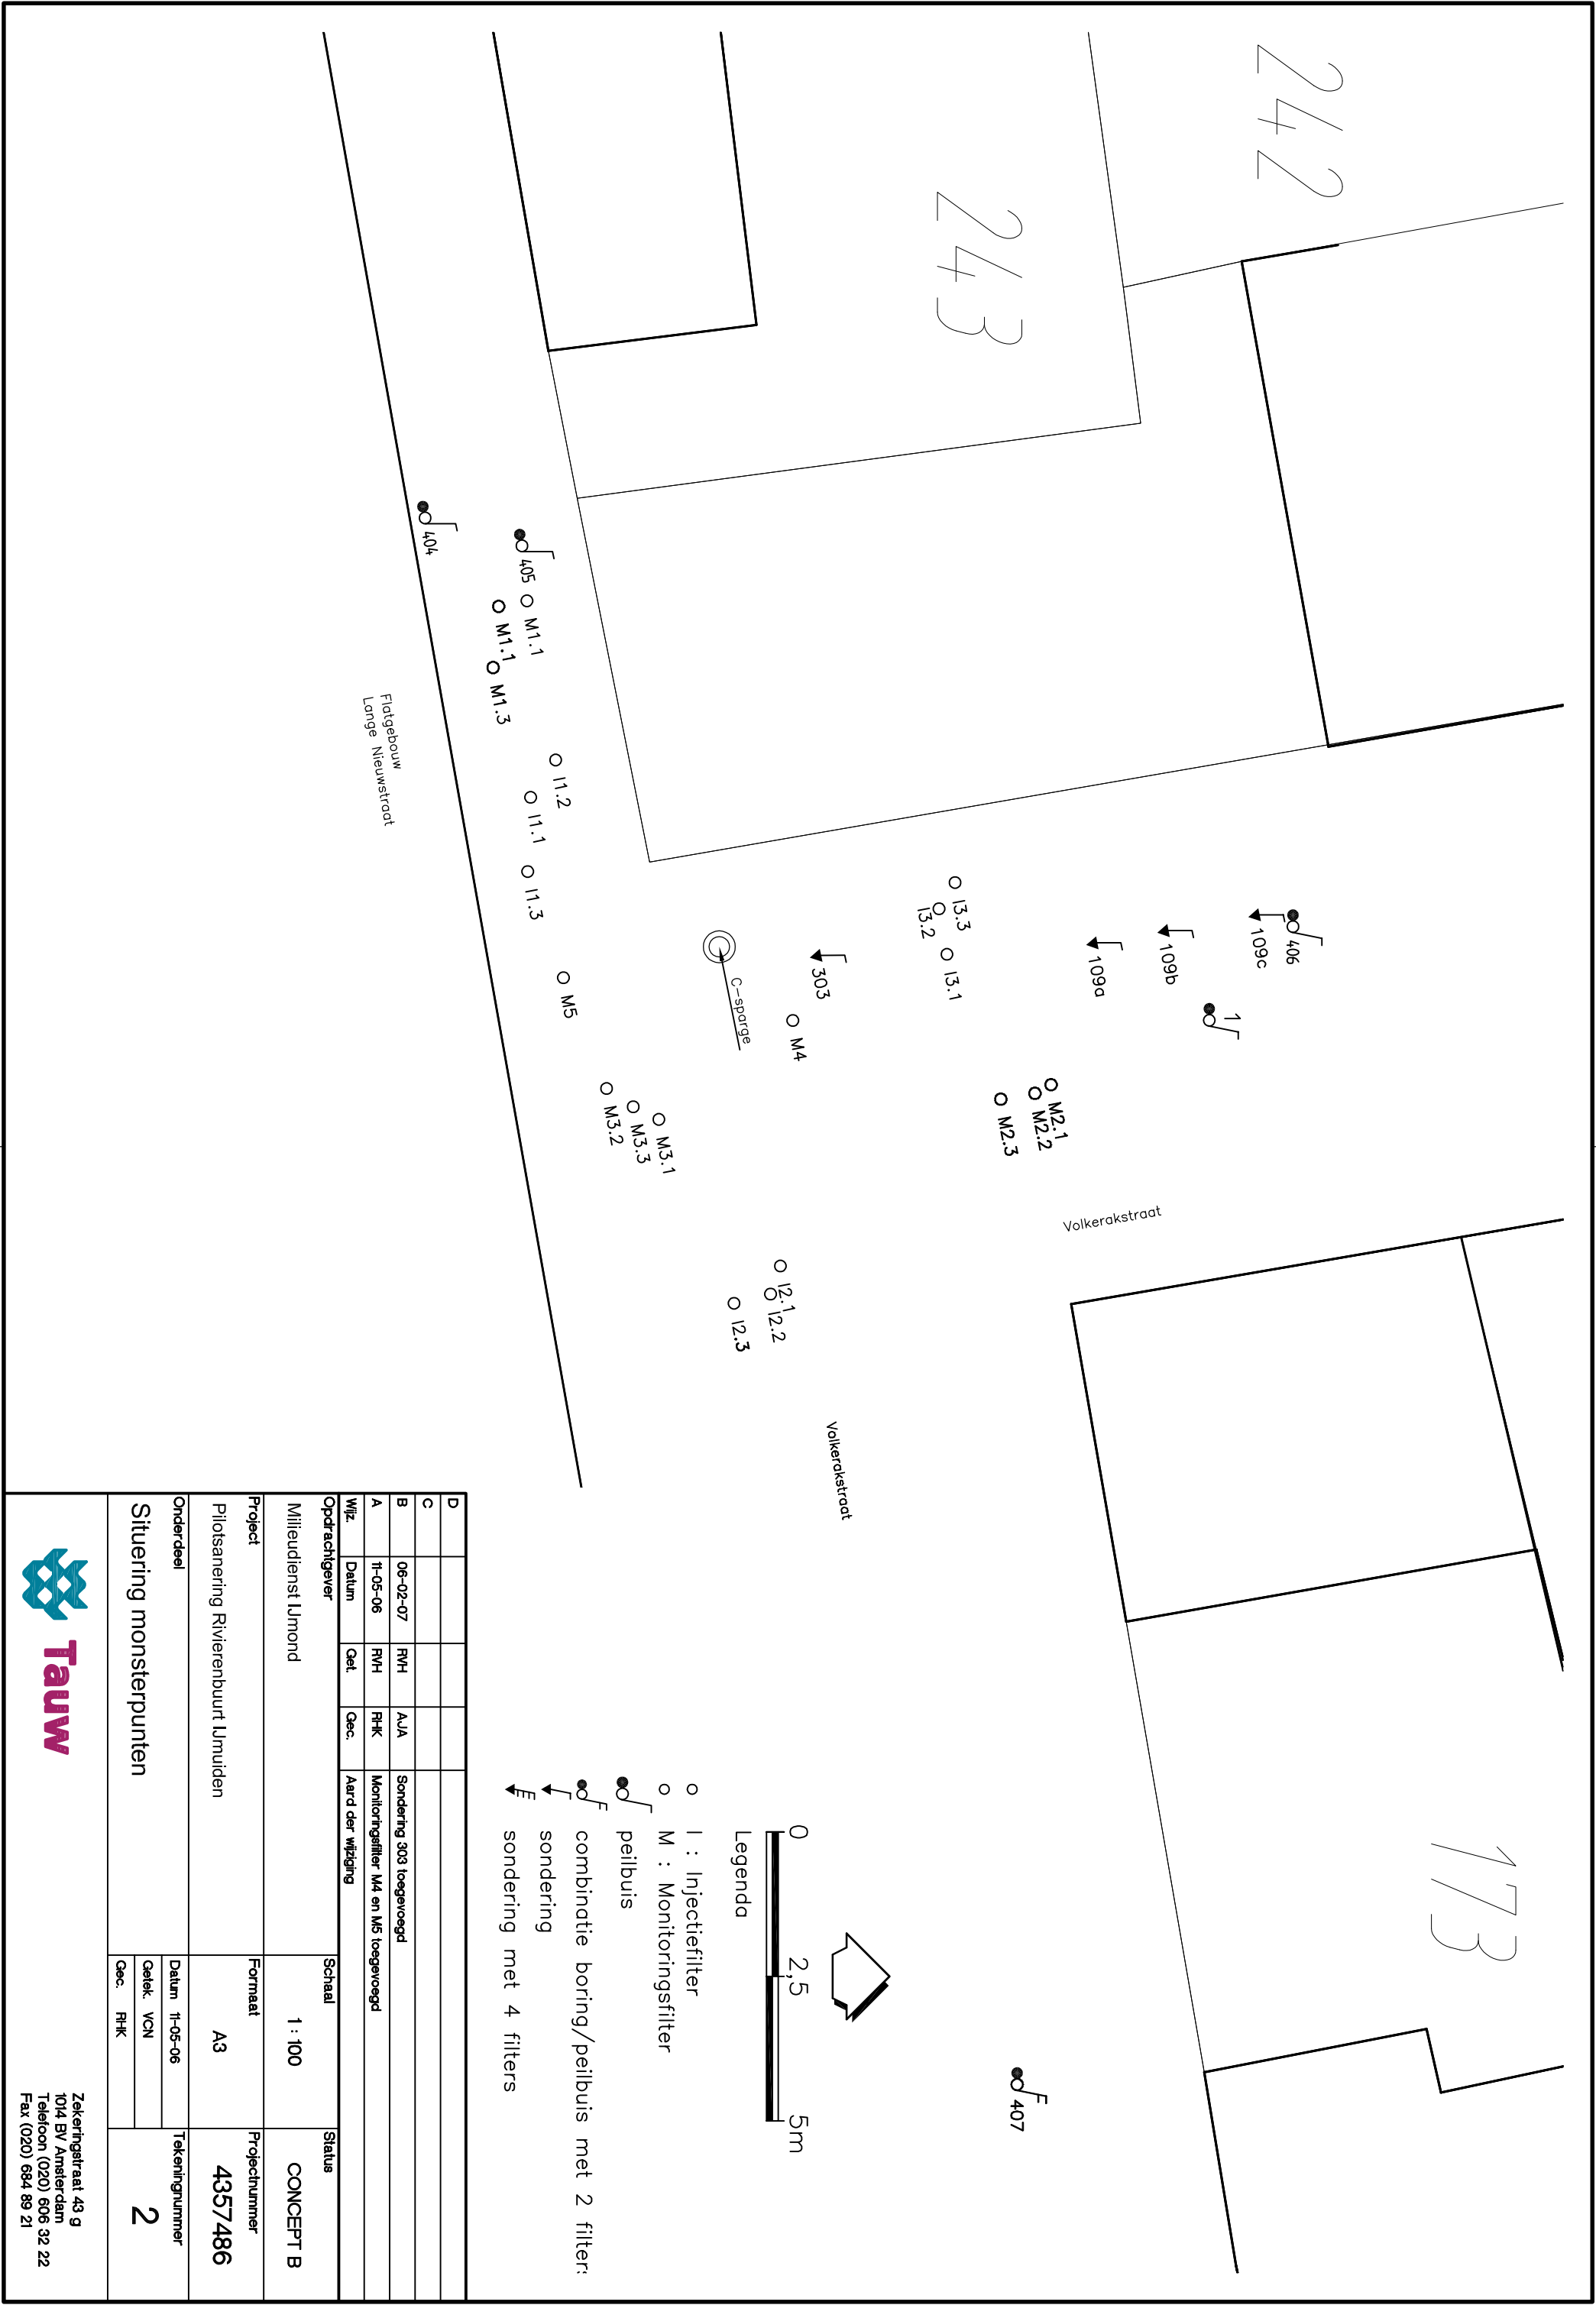 242
243
173
404
405
M1.1
M1.1
M1.3
I1.2
I1.1
I1.3
Flatgebouw
Lange Nieuwstraat
M5
C-sparge
303
M4
I3.3
I3.2
I3.1
109a
109b
109c
406
1
M2.1
M2.2
M2.3
M3.1
M3.3
M3.2
Volkerakstraat
I2.1
I2.2
I2.3
Volkerakstraat
407
0 2,5 5m
Legenda
I : Injectiefilter
M : Monitoringsfilter
peilbuis
combinatie boring/peilbuis met 2 filter
sondering
sondering met 4 filters
D
C
B 06-02-07 RVH AJA Sondering 303 toegevoegd
A 11-05-06 RVH RHK Monitoringsfilter M4 en M5 toegevoegd
Wijz. Datum Get. Gec. Aard der wijziging
Opdrachtgever Schaal Status
Milieudienst IJmond 1 : 100 CONCEPT B
Project Formaat Projectnummer
Pilotsanering Rivierenbuurt IJmuiden A3 4357486
Onderdeel Datum 11-05-06 Tekeningnummer
Situering monsterpunten Getek. VCN 2
Gec. RHK
Tauw
Zekeringstraat 43 g
1014 BV Amsterdam
Telefoon (020) 606 32 22
Fax (020) 684 89 21